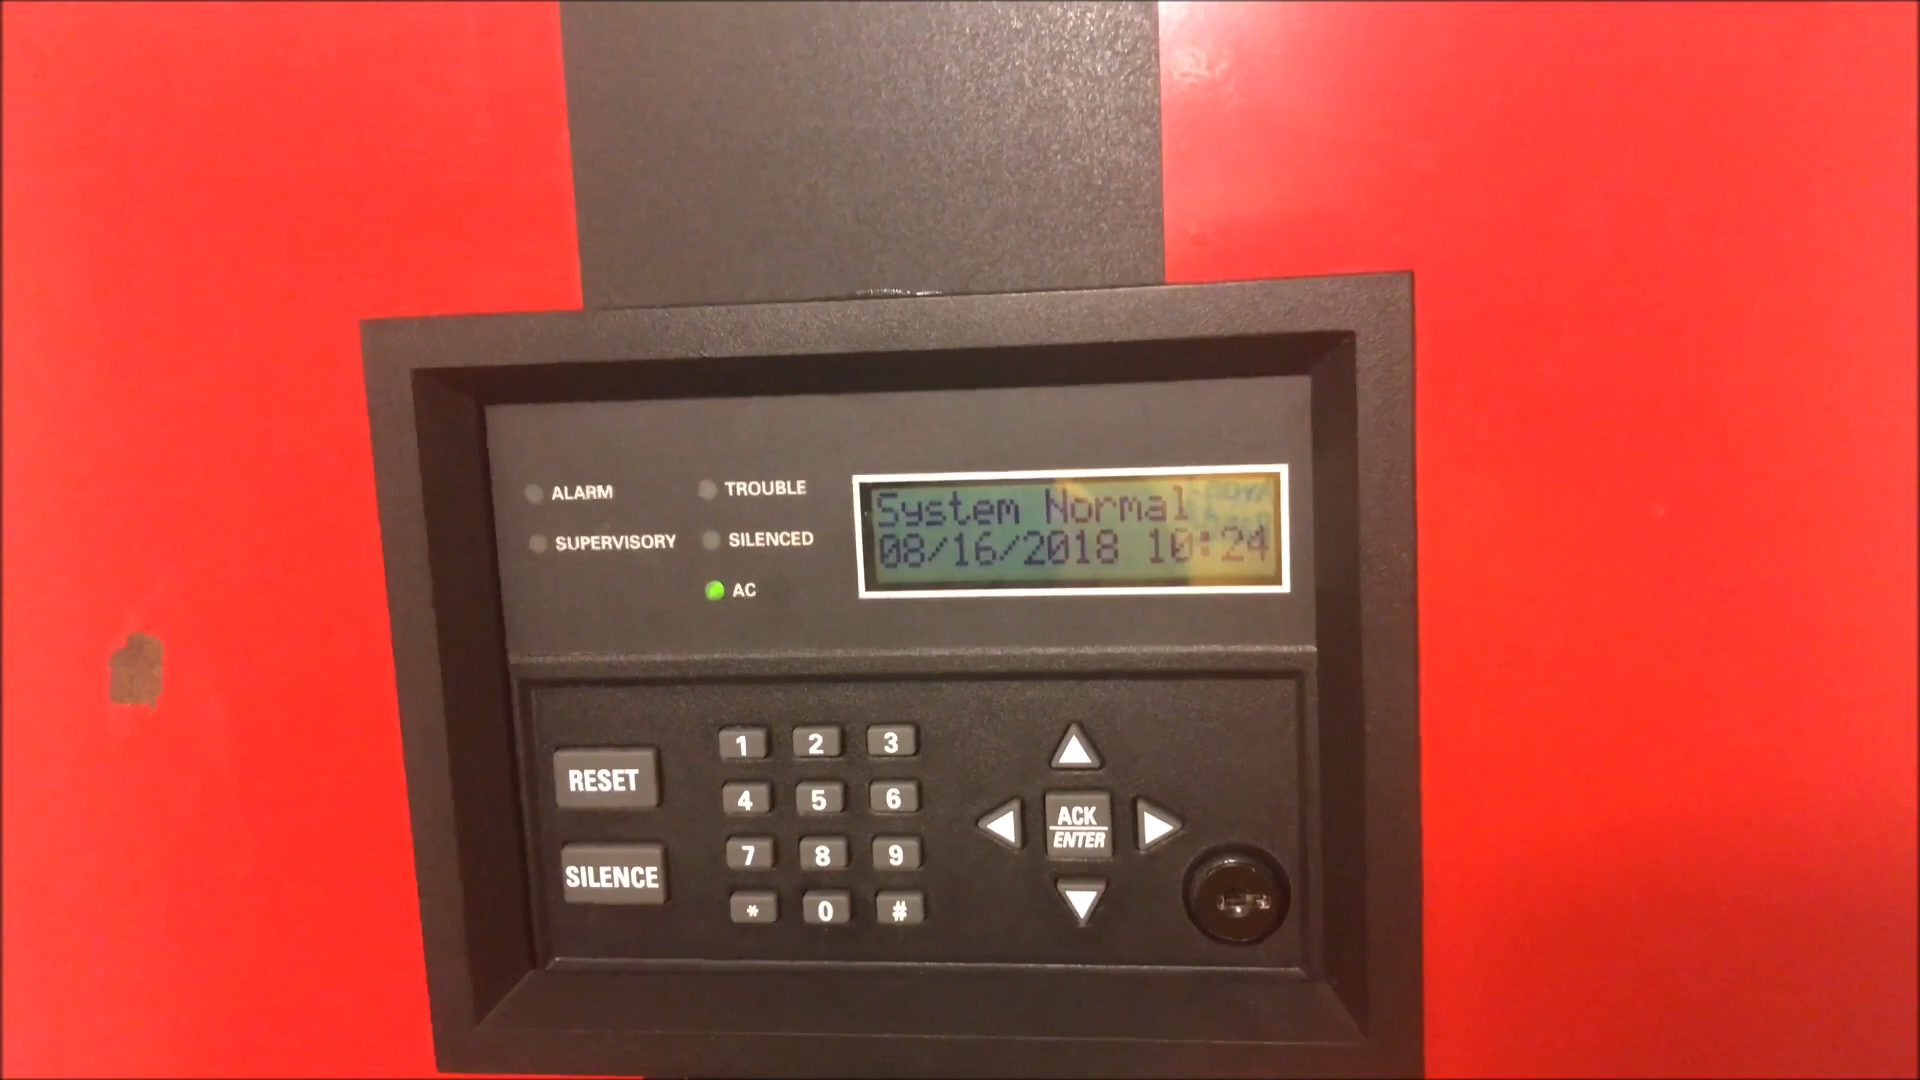 ALARM
TROUBLE
SUPERVISORY
SILENCED
AC
System Normal
08/16/2018 10:24
RESET
SILENCE
1 2 3
4 5 6
7 8 9
* 0 #
ACK
ENTER